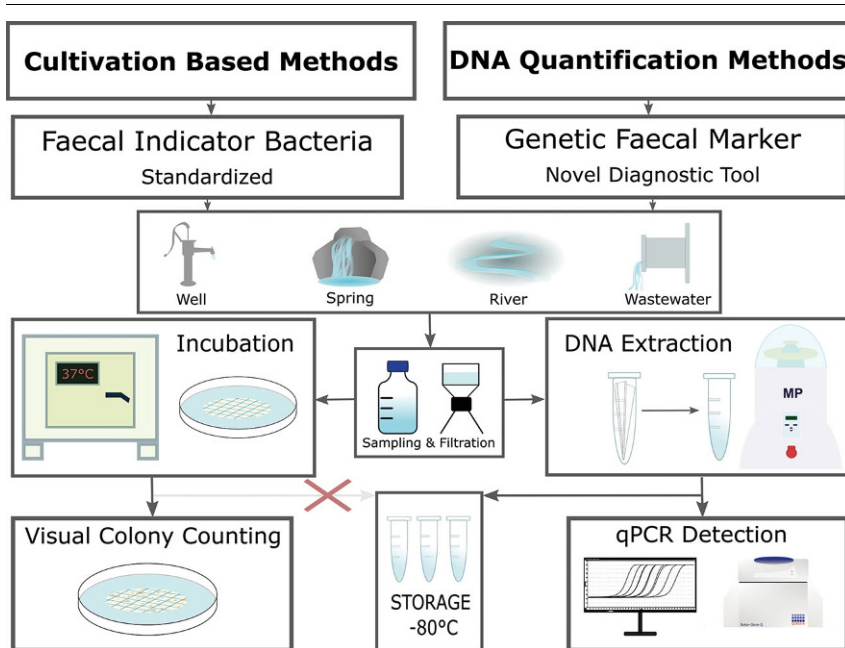 Cultivation Based Methods
DNA Quantification Methods
Faecal Indicator Bacteria
Standardized
Genetic Faecal Marker
Novel Diagnostic Tool
Well
Spring
River
Wastewater
Incubation
37°C
Sampling & Filtration
DNA Extraction
MP
Visual Colony Counting
STORAGE
-80°C
qPCR Detection